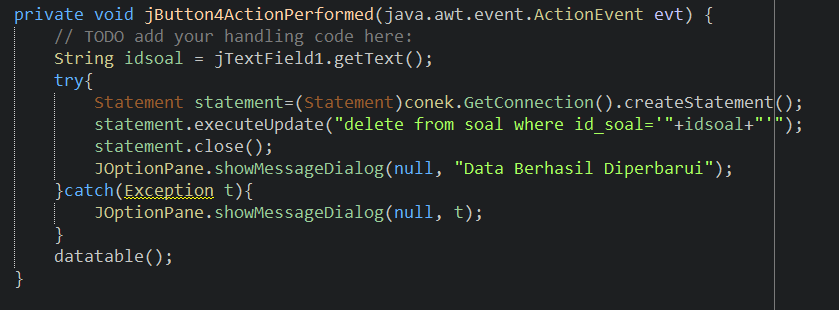 private void jButton4ActionPerformed(java.awt.event.ActionEvent evt) {
    // TODO add your handling code here:
    String idsoal = jTextField1.getText();
    try{
        Statement statement=(Statement)conek.GetConnection().createStatement();
        statement.executeUpdate("delete from soal where id_soal='"+idsoal+"'");
        statement.close();
        JOptionPane.showMessageDialog(null, "Data Berhasil Diperbarui");
    }catch(Exception t){
        JOptionPane.showMessageDialog(null, t);
    }
    datatable();
}